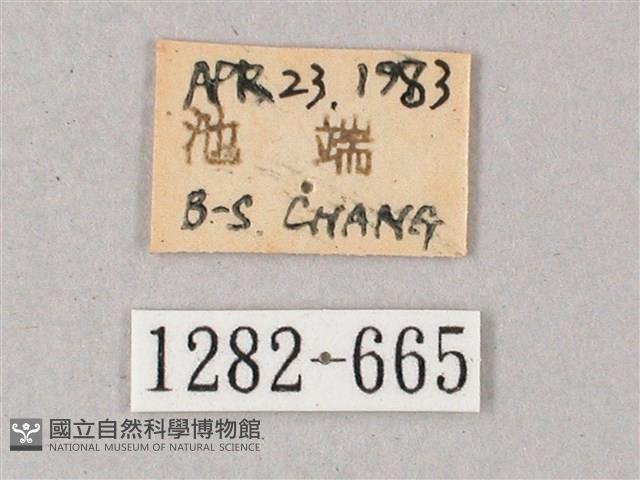 APR 23. 1983
池 端
B-S. CHANG
1282-665
國立自然科學博物館
NATIONAL MUSEUM OF NATURAL SCIENCE